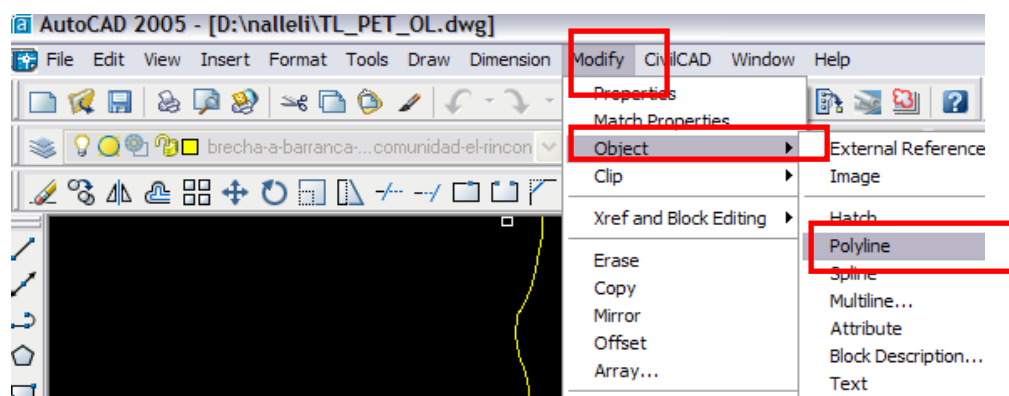 AutoCAD 2005 - [D:\nalleli\TL_PET_OL.dwg]
File Edit View Insert Format Tools Draw Dimension Modify CivilCAD Window Help
brecha-a-barranca-...comunidad-el-rincon
Properties
Match Properties
Object
Clip
Xref and Block Editing
Erase
Copy
Mirror
Offset
Array...
External Reference
Image
Hatch
Polyline
Spline
Multiline...
Attribute
Block Description...
Text